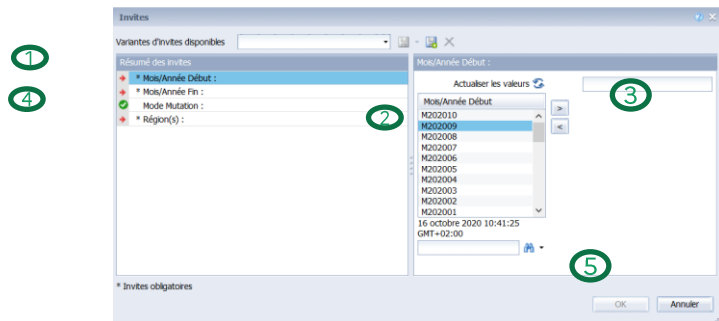 Invites
Variantes d'invites disponibles
Résumé des invites
Mois/Année Début :
1
* Mois/Année Début :
4
* Mois/Année Fin :
Mode Mutation :
* Région(s) :
2
Actualiser les valeurs
3
Mois/Année Début
>
<
M202010
M202009
M202008
M202007
M202006
M202005
M202004
M202003
M202002
M202001
16 octobre 2020 10:41:25
GMT+02:00
5
* Invites obligatoires
OK
Annuler